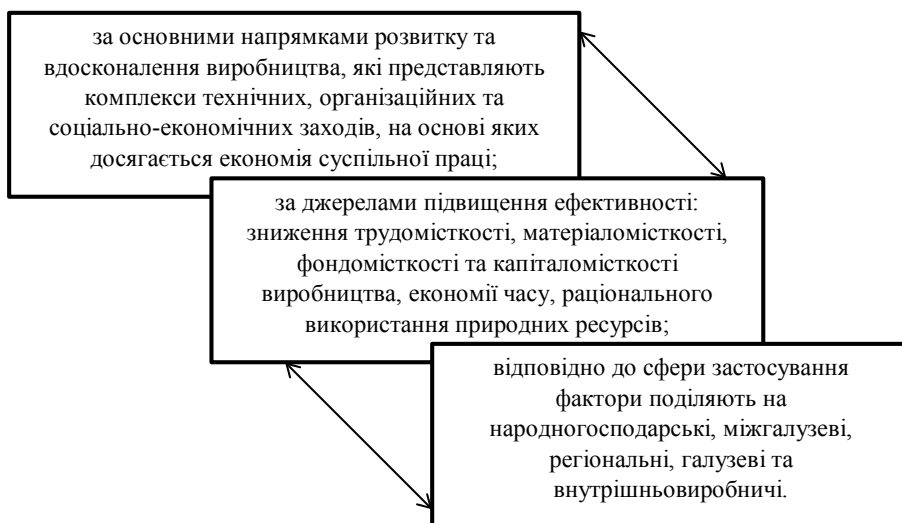 за основними напрямками розвитку та
вдосконалення виробництва, які представляють
комплекси технічних, організаційних та
соціально-економічних заходів, на основі яких
досягається економія суспільної праці;
за джерелами підвищення ефективності:
зниження трудомісткості, матеріаломісткості,
фондомісткості та капіталомісткості
виробництва, економії часу, раціонального
використання природних ресурсів;
відповідно до сфери застосування
фактори поділяють на
народногосподарські, міжгалузеві,
регіональні, галузеві та
внутрішньовиробничі.